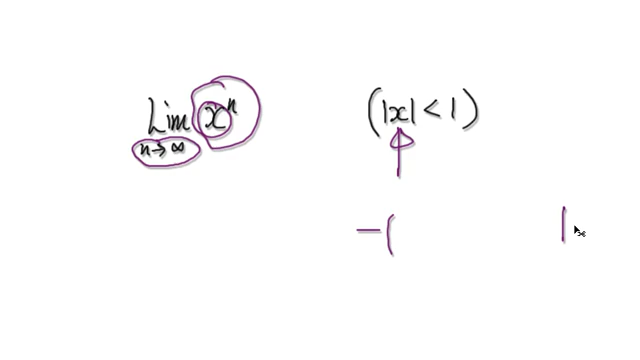 Lim x^n (|x| < 1)
n → ∞
-1 1